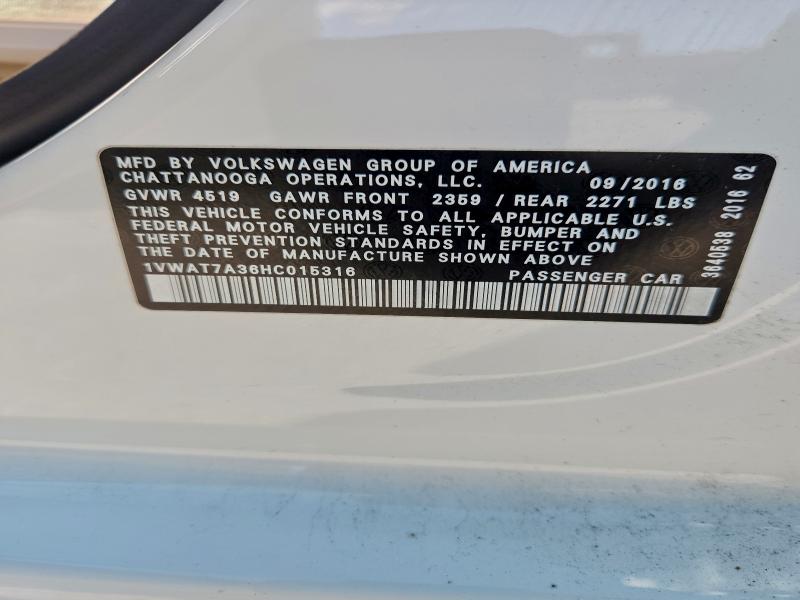 MFD BY VOLKSWAGEN GROUP OF AMERICA
CHATTANOOGA OPERATIONS, LLC. 09/2016
GVWR 4519 GAWR FRONT 2359 / REAR 2271 LBS
THIS VEHICLE CONFORMS TO ALL APPLICABLE U.S.
FEDERAL MOTOR VEHICLE SAFETY, BUMPER AND
THEFT PREVENTION STANDARDS IN EFFECT ON
THE DATE OF MANUFACTURE SHOWN ABOVE
1VWAT7A36HC015316 PASSENGER CAR
3640638 2016 62